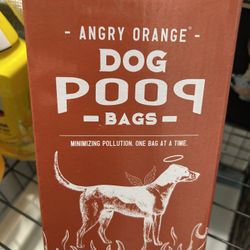 - ANGRY ORANGE® -
DOG
POOP
- BAGS -
MINIMIZING POLLUTION. ONE BAG AT A TIME.